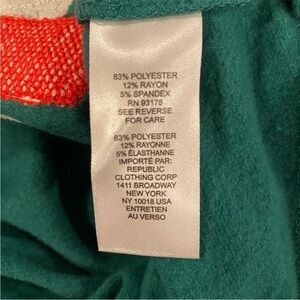 83% POLYESTER
12% RAYON
5% SPANDEX
RN 93178
SEE REVERSE
FOR CARE
83% POLYESTER
12% RAYONNE
5% ÉLASTHANNE
IMPORTÉ PAR:
REPUBLIC
CLOTHING CORP
1411 BROADWAY
NEW YORK
NY 10018 USA
ENTRETIEN
AU VERSO